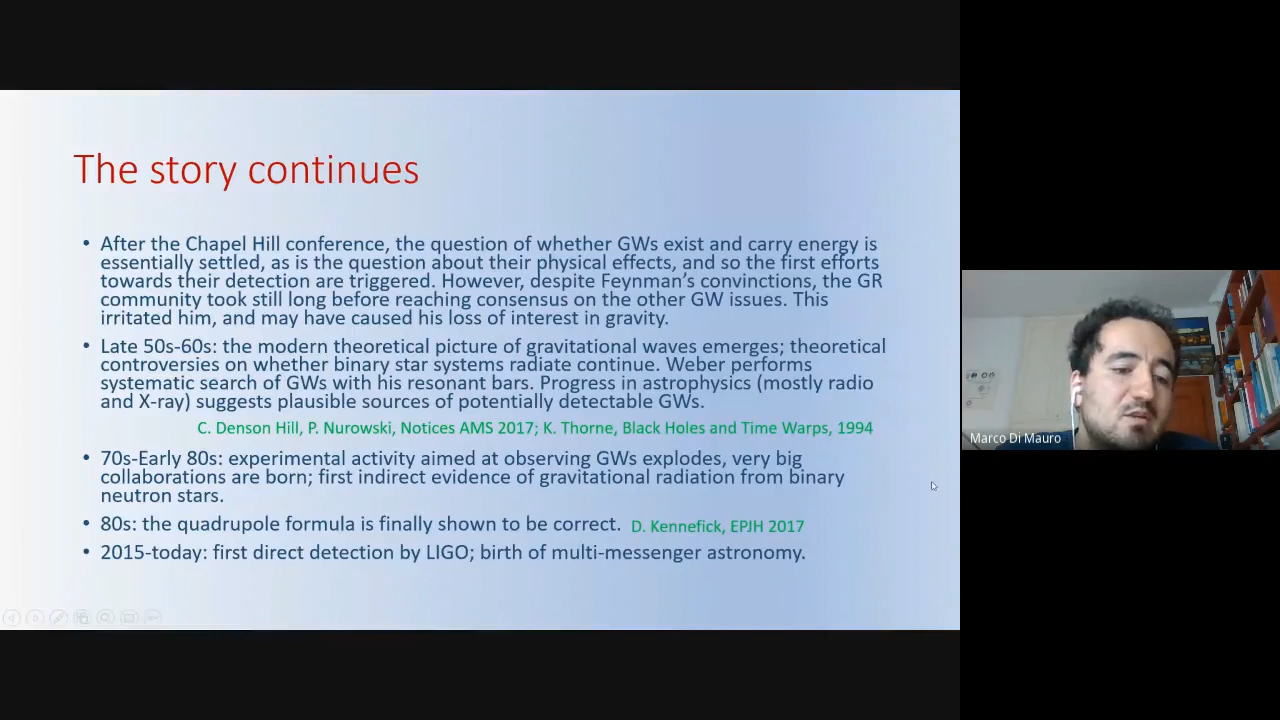 The story continues
• After the Chapel Hill conference, the question of whether GWs exist and carry energy is
essentially settled, as is the question about their physical effects, and so the first efforts
towards their detection are triggered. However, despite Feynman's convictions, the GR
community took still long before reaching consensus on the other GW issues. This
irritated him, and may have caused his loss of interest in gravity.
• Late 50s-60s: the modern theoretical picture of gravitational waves emerges; theoretical
controversies on whether binary star systems radiate continue. Weber performs
systematic search of GWs with his resonant bars. Progress in astrophysics (mostly radio
and X-ray) suggests plausible sources of potentially detectable GWs.
C. Denson Hill, P. Nurowski, Notices AMS 2017; K. Thorne, Black Holes and Time Warps, 1994
• 70s-Early 80s: experimental activity aimed at observing GWs explodes, very big
collaborations are born; first indirect evidence of gravitational radiation from binary
neutron stars.
• 80s: the quadrupole formula is finally shown to be correct. D. Kennefick, EPJH 2017
• 2015-today: first direct detection by LIGO; birth of multi-messenger astronomy.
Marco Di Mauro